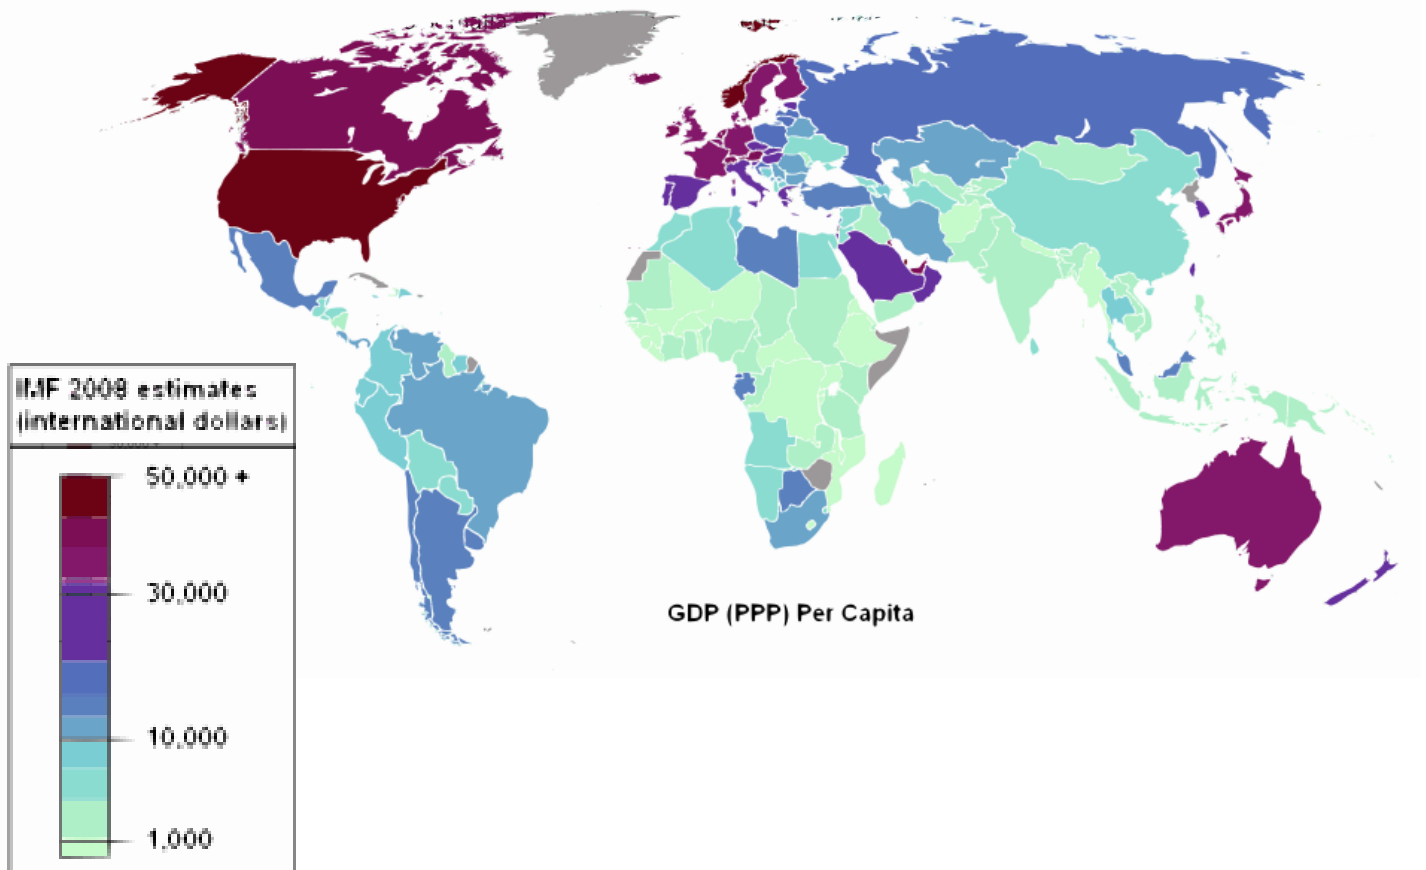 IMF 2008 estimates
(international dollars)
50,000 +
30,000
10,000
1,000
GDP (PPP) Per Capita